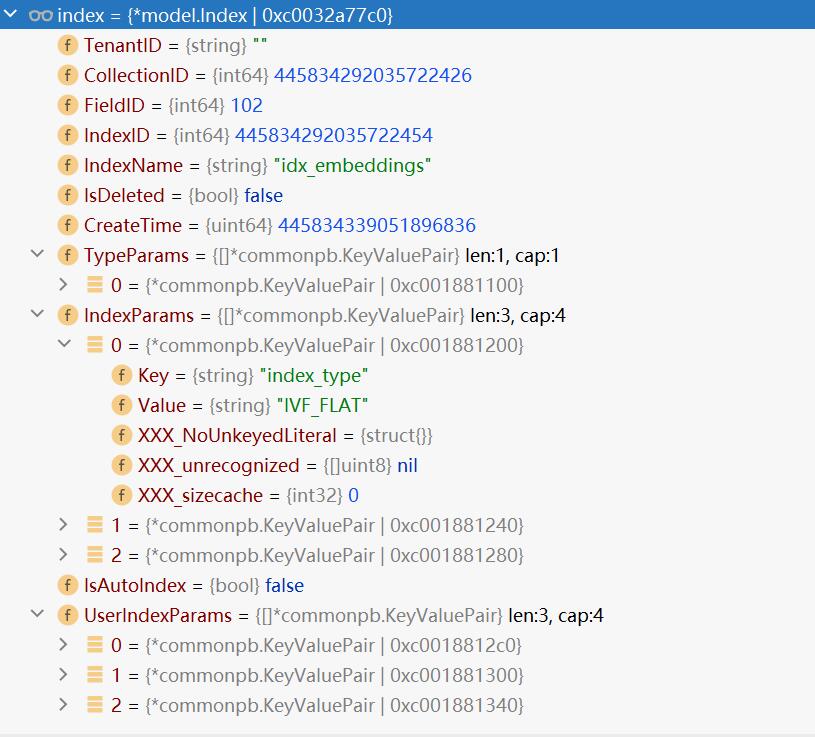 index = {*model.Index | 0xc0032a77c0}
f TenantID = {string} ""
f CollectionID = {int64} 445834292035722426
f FieldID = {int64} 102
f IndexID = {int64} 445834292035722454
f IndexName = {string} "idx_embeddings"
f IsDeleted = {bool} false
f CreateTime = {uint64} 445834339051896836
f TypeParams = {[]*commonpb.KeyValuePair} len:1, cap:1
0 = {*commonpb.KeyValuePair | 0xc001881100}
f IndexParams = {[]*commonpb.KeyValuePair} len:3, cap:4
0 = {*commonpb.KeyValuePair | 0xc001881200}
f Key = {string} "index_type"
f Value = {string} "IVF_FLAT"
f XXX_NoUnkeyedLiteral = {struct{}}
f XXX_unrecognized = {[]uint8} nil
f XXX_sizecache = {int32} 0
1 = {*commonpb.KeyValuePair | 0xc001881240}
2 = {*commonpb.KeyValuePair | 0xc001881280}
f IsAutoIndex = {bool} false
f UserIndexParams = {[]*commonpb.KeyValuePair} len:3, cap:4
0 = {*commonpb.KeyValuePair | 0xc0018812c0}
1 = {*commonpb.KeyValuePair | 0xc001881300}
2 = {*commonpb.KeyValuePair | 0xc001881340}